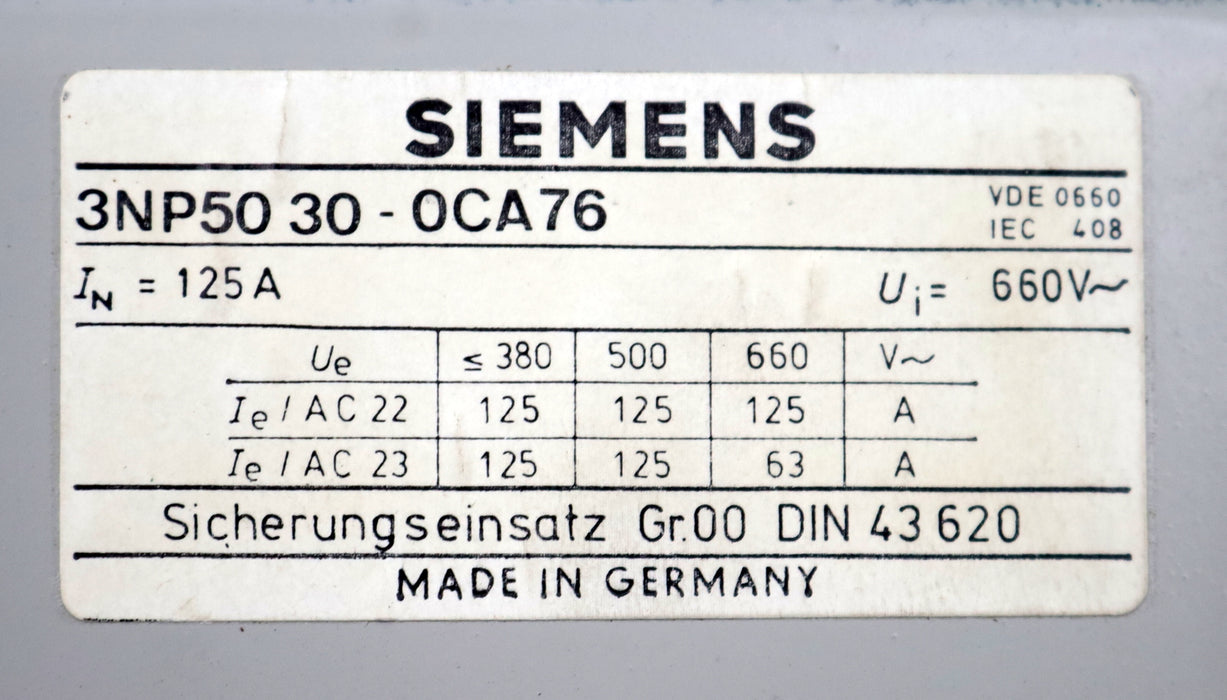 SIEMENS
3NP50 30 - 0CA76
VDE 0660
IEC 408
IN = 125 A
Ui = 660V~
Ue ≤ 380 500 660 V~
Ie / AC 22 125 125 125 A
Ie / AC 23 125 125 63 A
Sicherungseinsatz Gr.00 DIN 43 620
MADE IN GERMANY